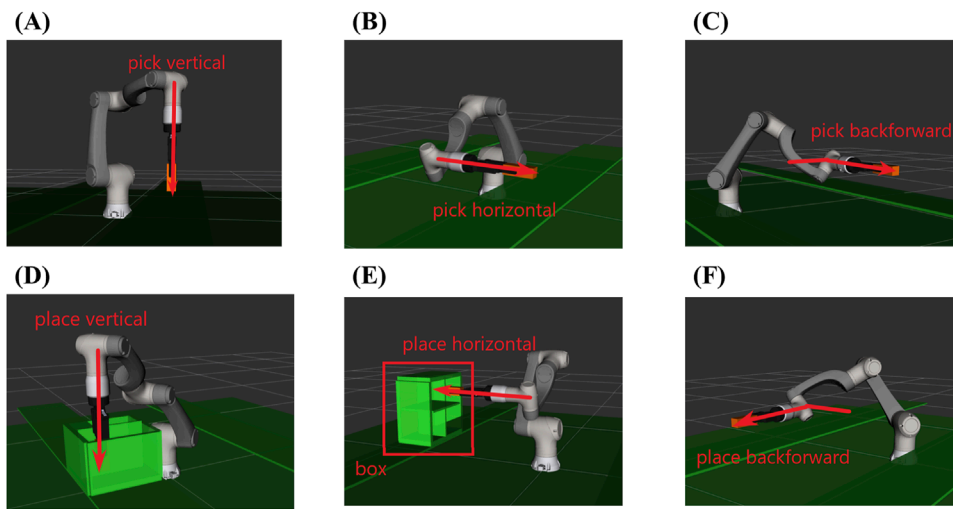 (A)
pick vertical
(B)
pick horizontal
(C)
pick backforward
(D)
place vertical
(E)
place horizontal
box
(F)
place backforward